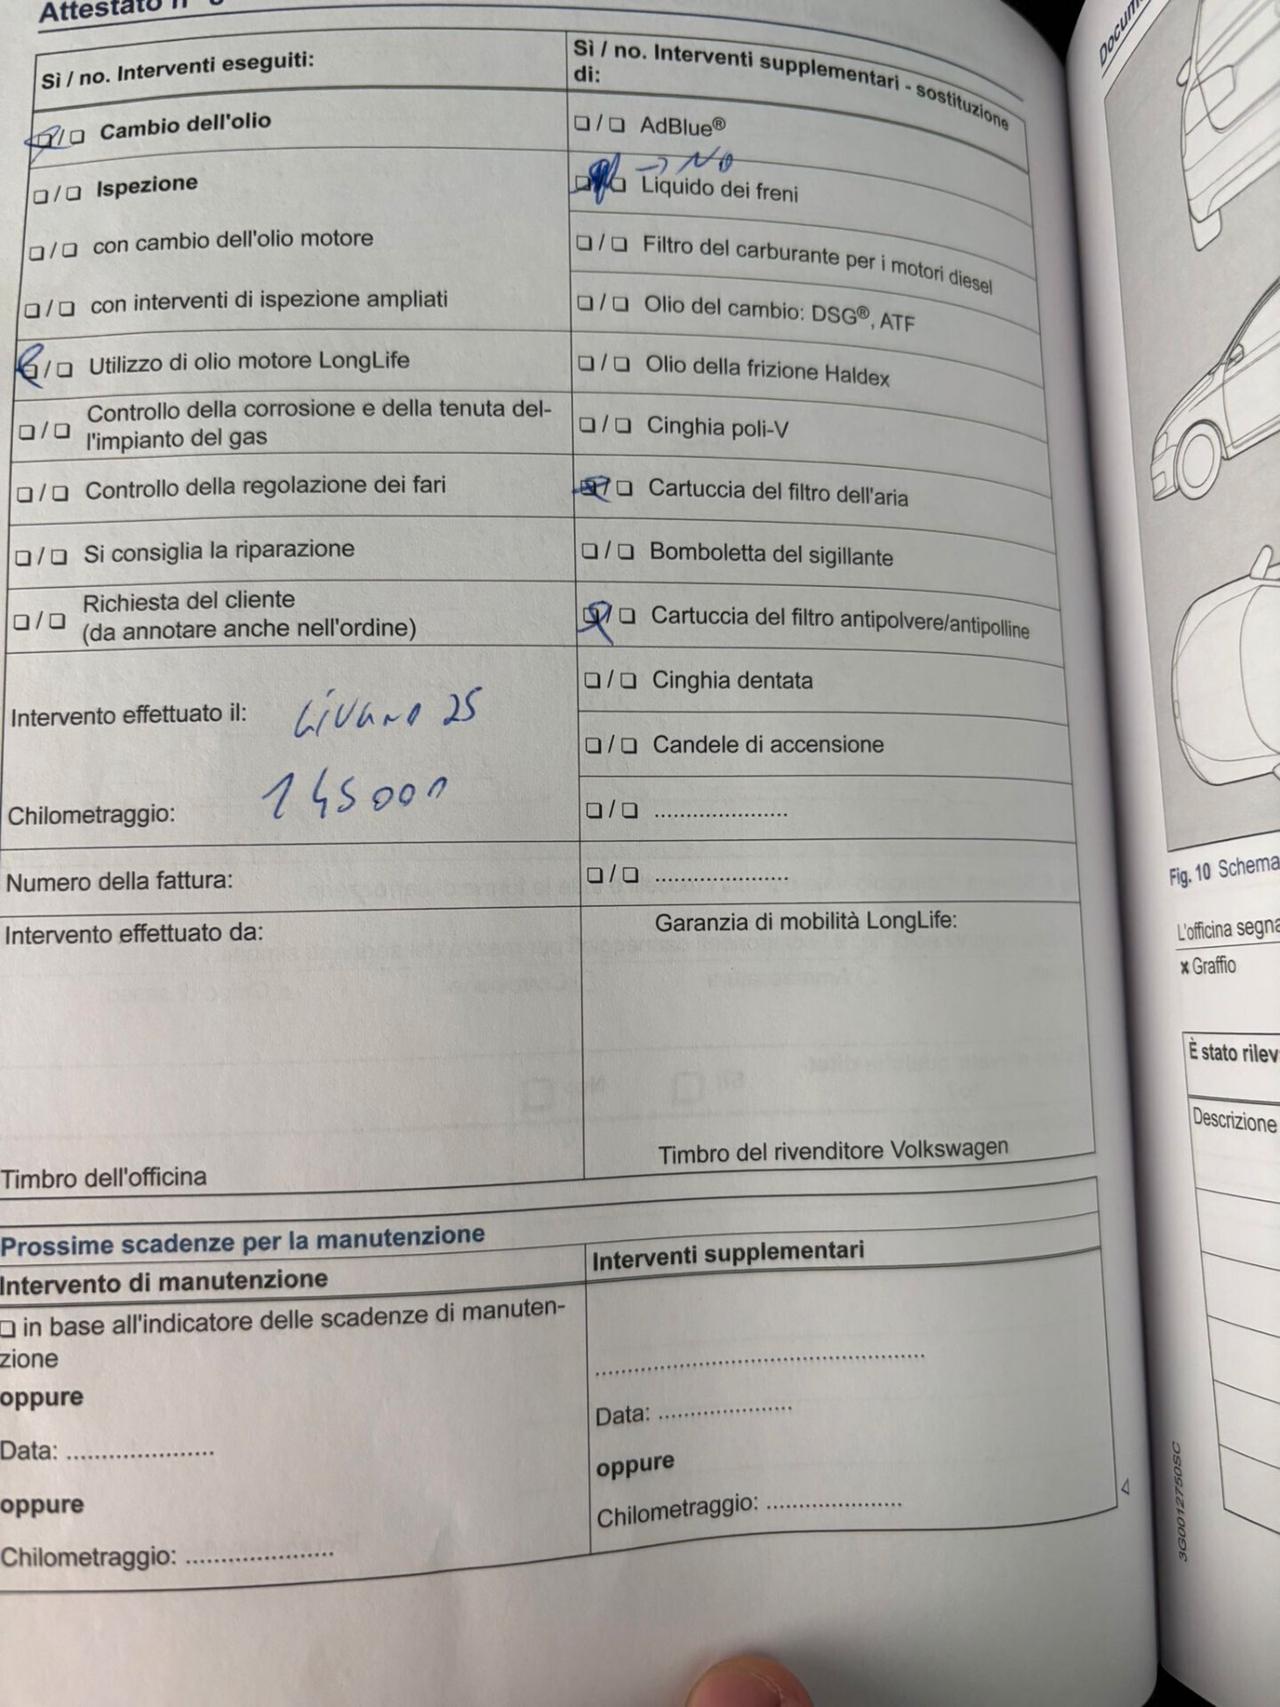 Attestato n°
Sì / no. Interventi eseguiti:
❏/❏ Cambio dell'olio
❏/❏ Ispezione
❏/❏ con cambio dell'olio motore
❏/❏ con interventi di ispezione ampliati
❏/❏ Utilizzo di olio motore LongLife
❏/❏ Controllo della corrosione e della tenuta del-
l'impianto del gas
❏/❏ Controllo della regolazione dei fari
❏/❏ Si consiglia la riparazione
❏/❏ Richiesta del cliente
(da annotare anche nell'ordine)
Intervento effettuato il: 25
Chilometraggio: 145000
Numero della fattura:
Intervento effettuato da:
Timbro dell'officina
Sì / no. Interventi supplementari - sostituzione
di:
❏/❏ AdBlue®
→ NO
❏/❏ Liquido dei freni
❏/❏ Filtro del carburante per i motori diesel
❏/❏ Olio del cambio: DSG®, ATF
❏/❏ Olio della frizione Haldex
❏/❏ Cinghia poli-V
❏/❏ Cartuccia del filtro dell'aria
❏/❏ Bomboletta del sigillante
❏/❏ Cartuccia del filtro antipolvere/antipolline
❏/❏ Cinghia dentata
❏/❏ Candele di accensione
❏/❏ ......................
❏/❏ ......................
Garanzia di mobilità LongLife:
Timbro del rivenditore Volkswagen
Prossime scadenze per la manutenzione
Intervento di manutenzione
❏ in base all'indicatore delle scadenze di manuten-
zione
oppure
Data: ......................
oppure
Chilometraggio: ......................
Interventi supplementari
......................................................
Data: ......................
oppure
Chilometraggio: ......................
Fig. 10 Schema
L'officina segna
× Graffio
È stato rilev
Descrizione
3G0012750SC